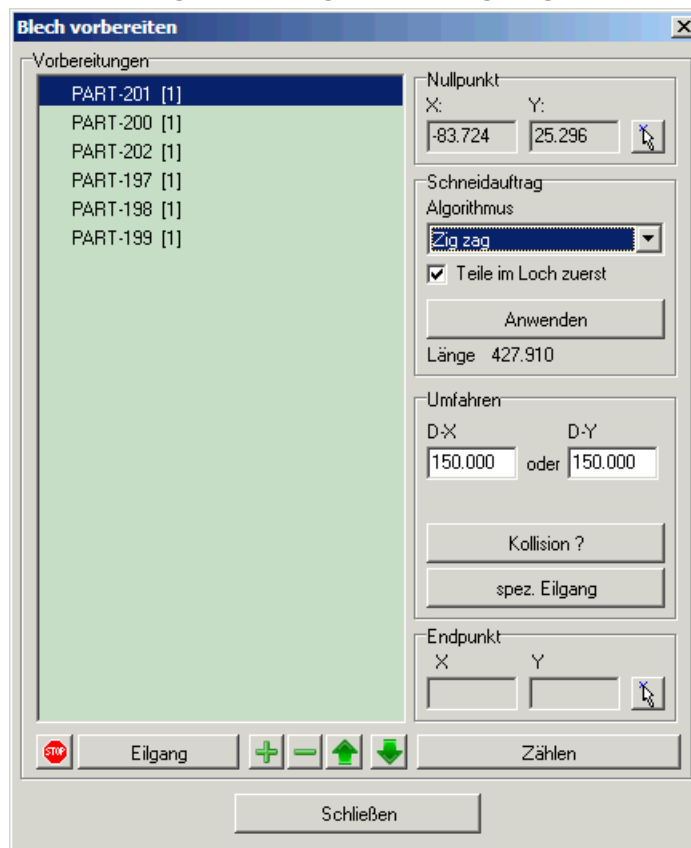 Blech vorbereiten
Vorbereitungen
PART-201 [1]
PART-200 [1]
PART-202 [1]
PART-197 [1]
PART-198 [1]
PART-199 [1]
Nullpunkt
X: Y:
-83.724 25.296
Schneidauftrag
Algorithmus
Zig zag
Teile im Loch zuerst
Anwenden
Länge 427.910
Umfahren
D-X D-Y
150.000 oder 150.000
Kollision ?
spez. Eilgang
Endpunkt
X Y
STOP Eilgang Zählen
Schließen